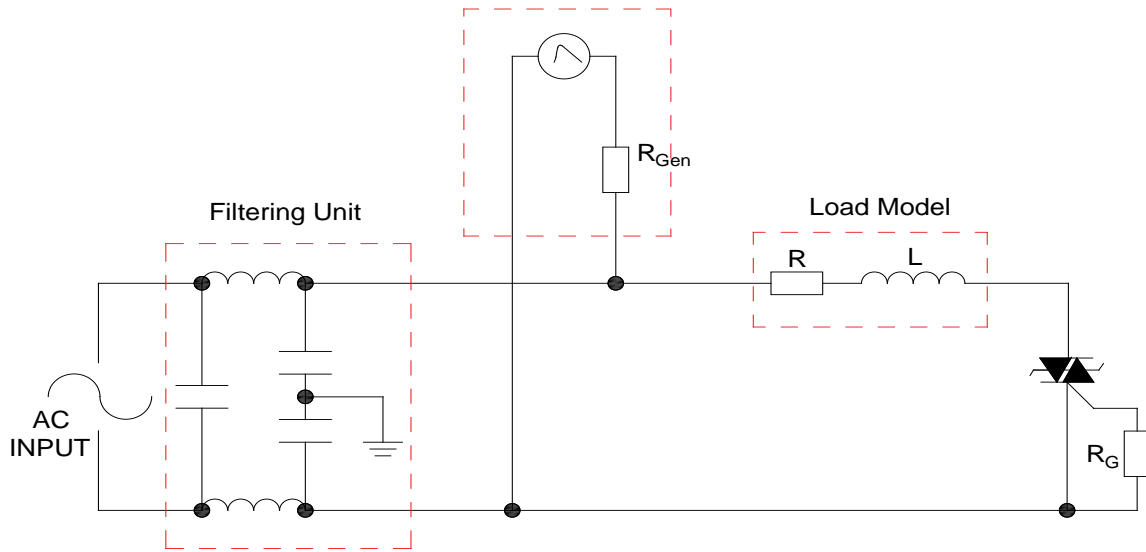 R_Gen
Filtering Unit
Load Model
R
L
AC
INPUT
R_G